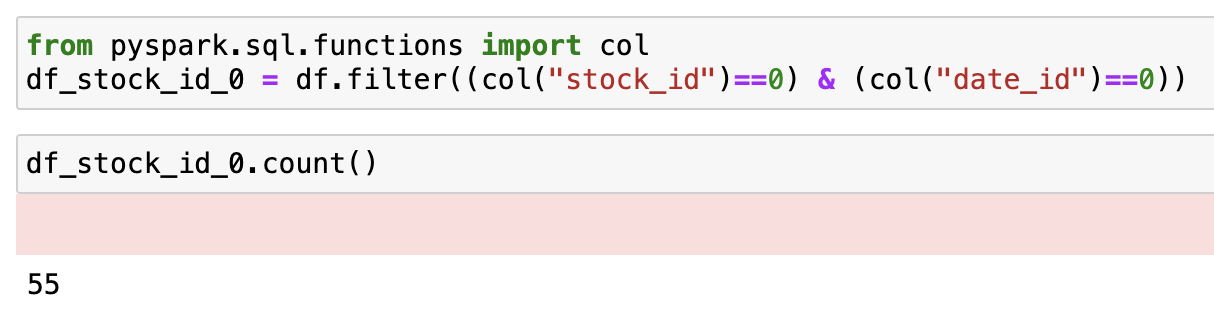 from pyspark.sql.functions import col
df_stock_id_0 = df.filter((col("stock_id")==0) & (col("date_id")==0))
df_stock_id_0.count()
55